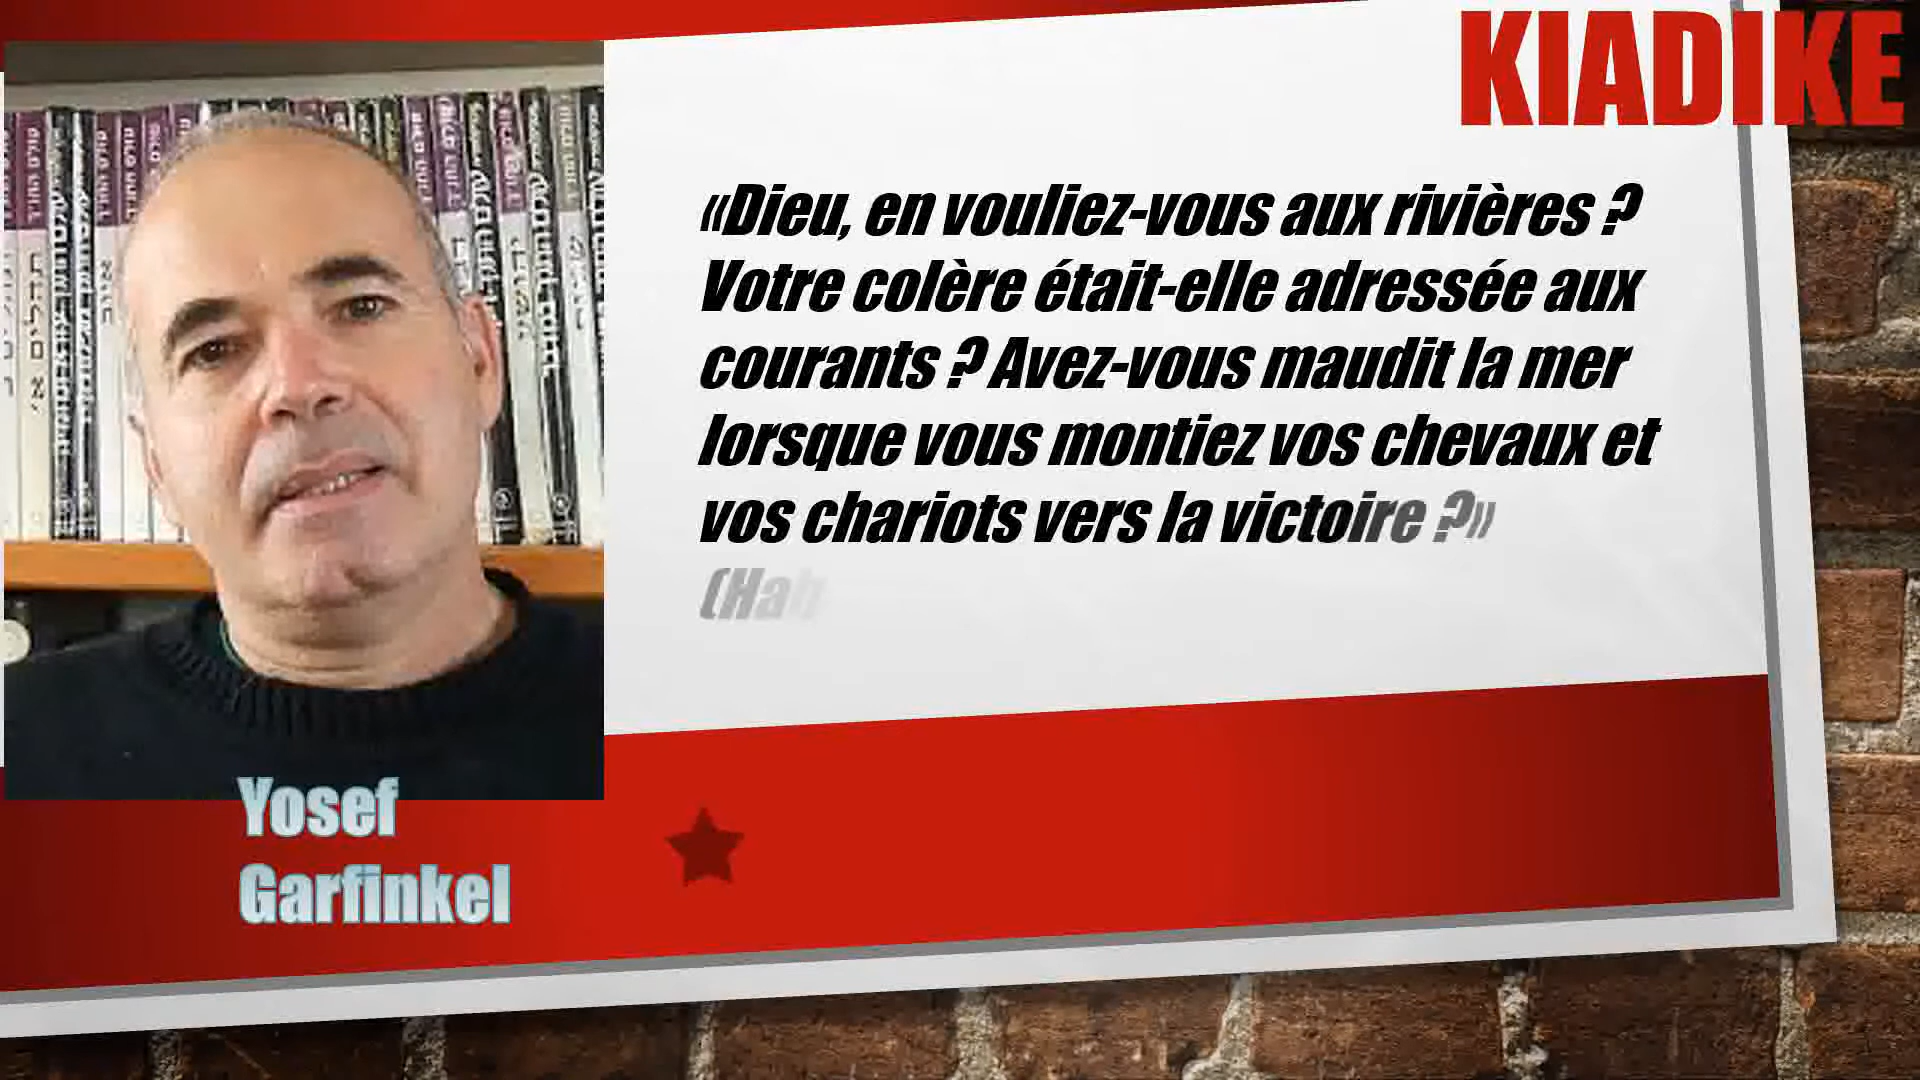 KIADIKE
«Dieu, en vouliez-vous aux rivières ?
Votre colère était-elle adressée aux
courants ? Avez-vous maudit la mer
lorsque vous montiez vos chevaux et
vos chariots vers la victoire ?»
(Hab
Yosef
Garfinkel